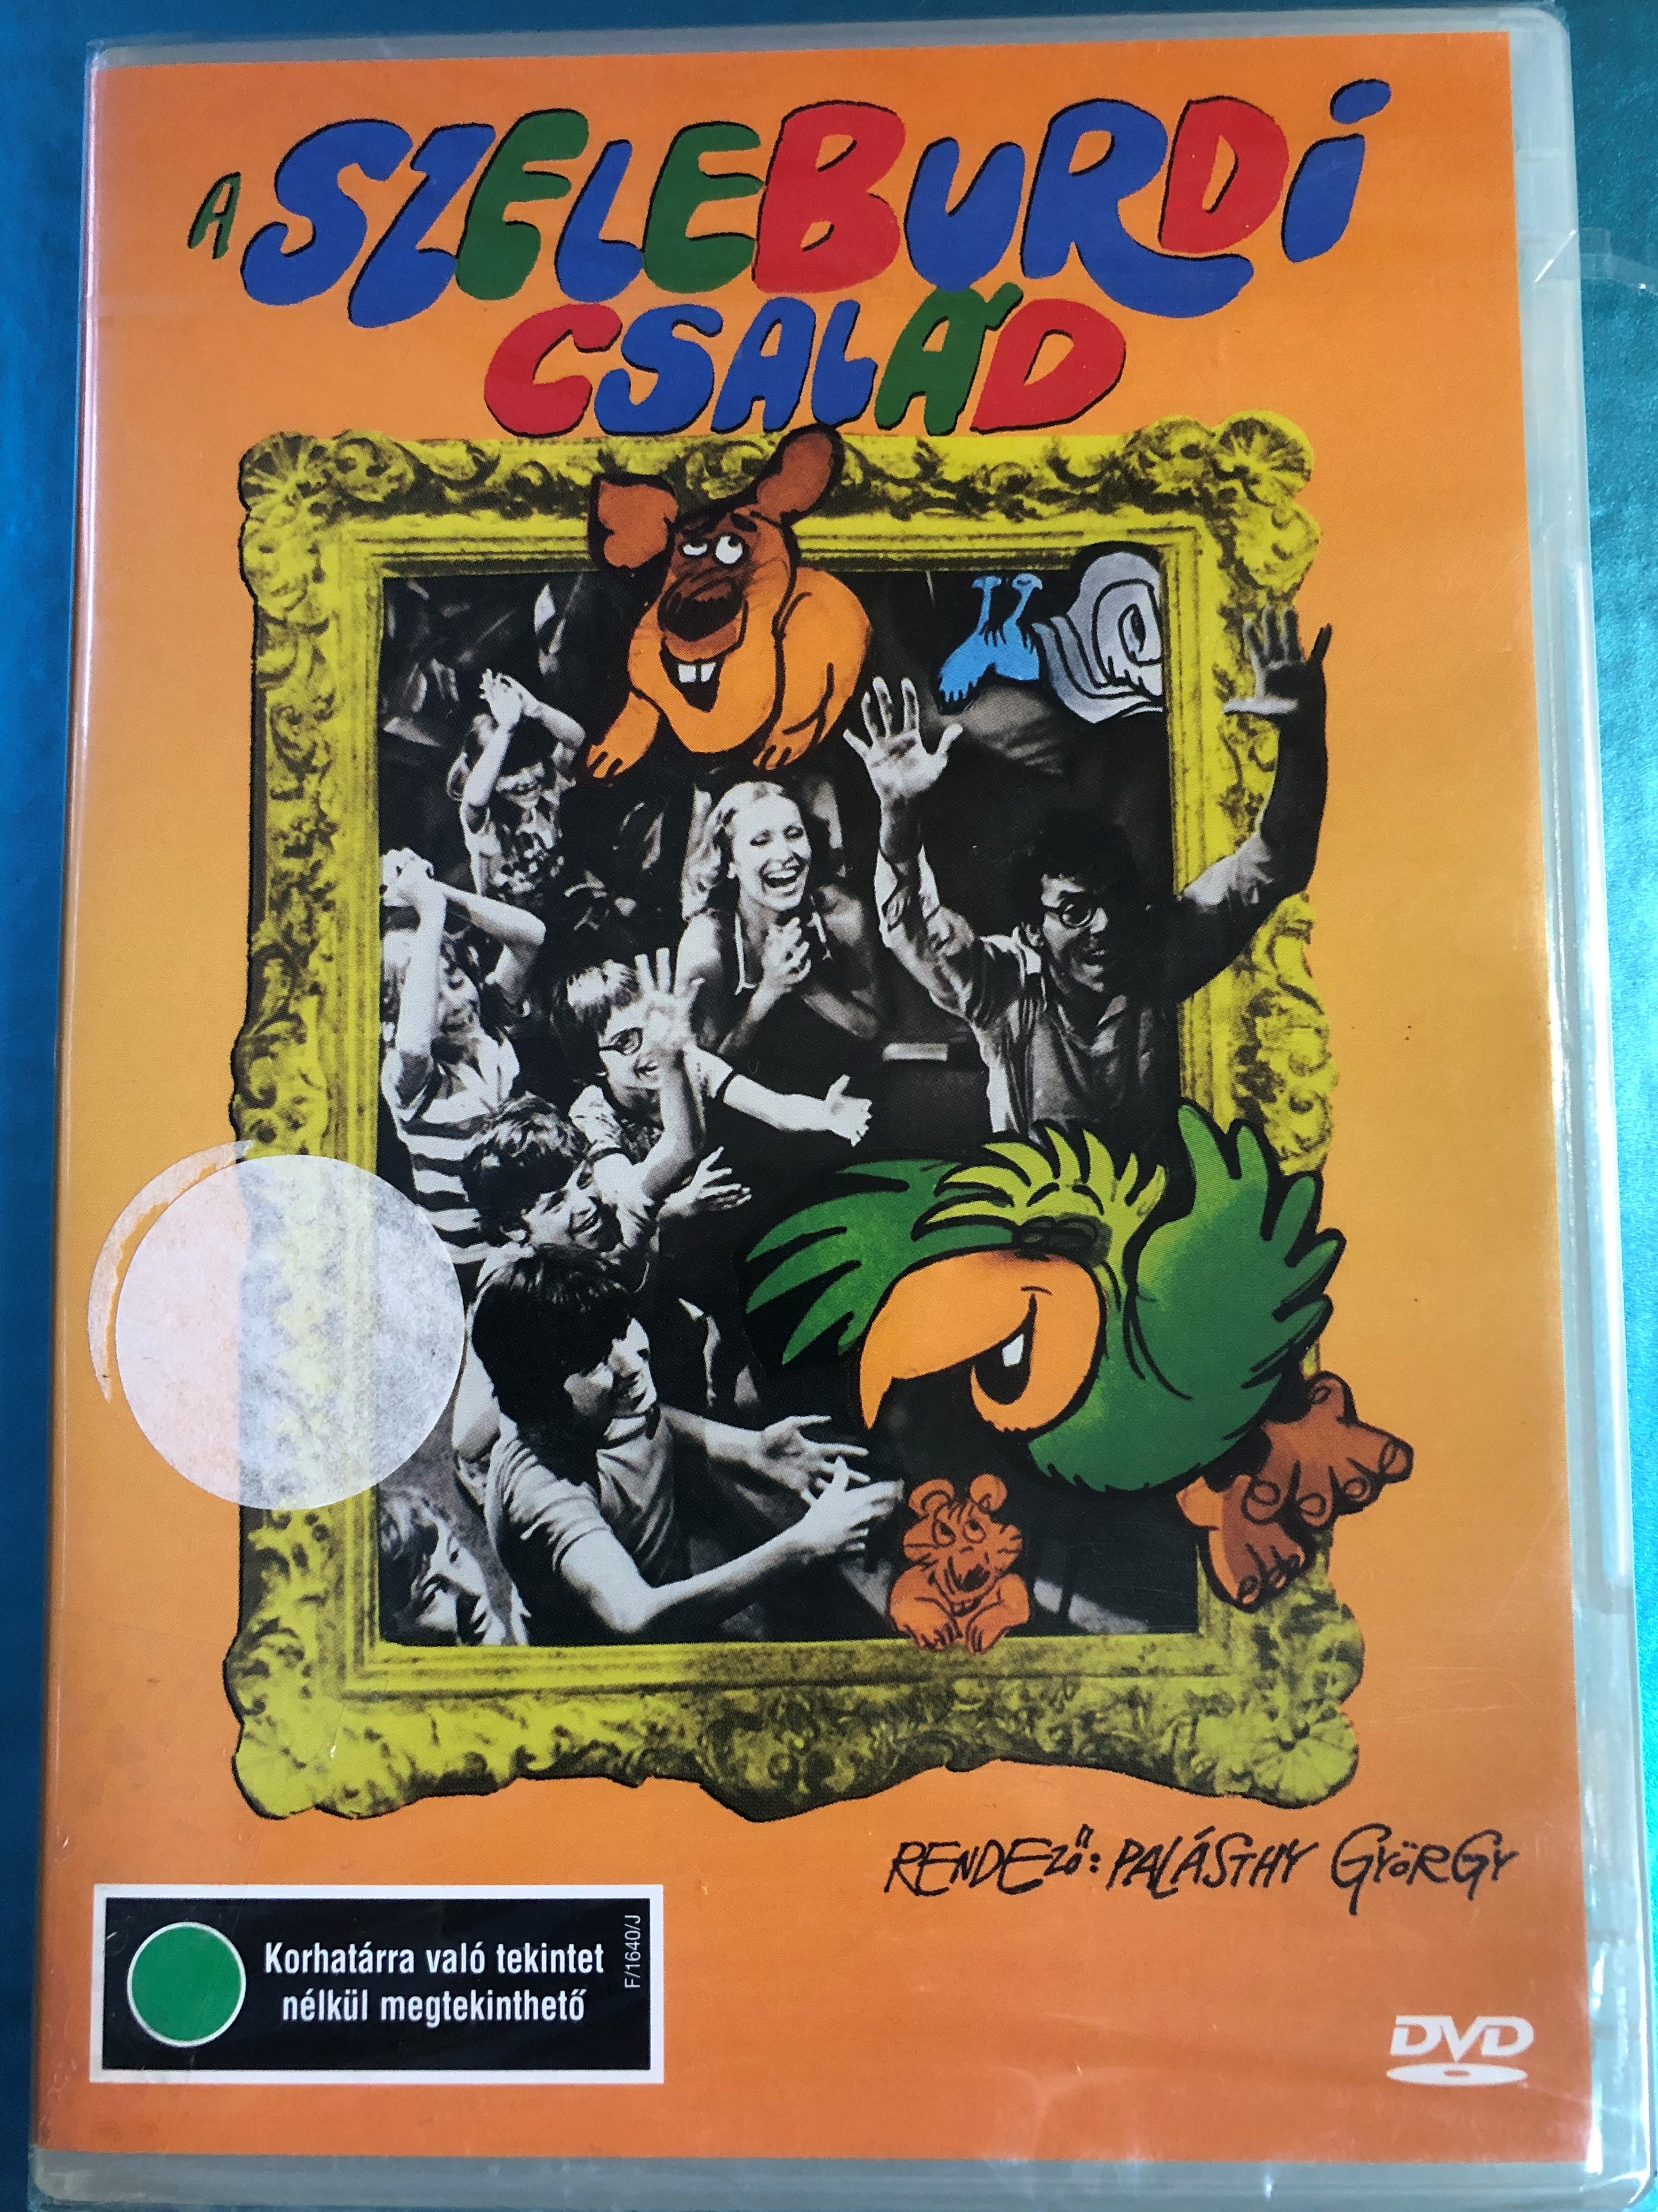 A SZELEBURDI
CSALÁD
RENDEZŐ: PALÁSTHY GYÖRGY
Korhatárra való tekintet
nélkül megtekinthető
F/1640/J
DVD